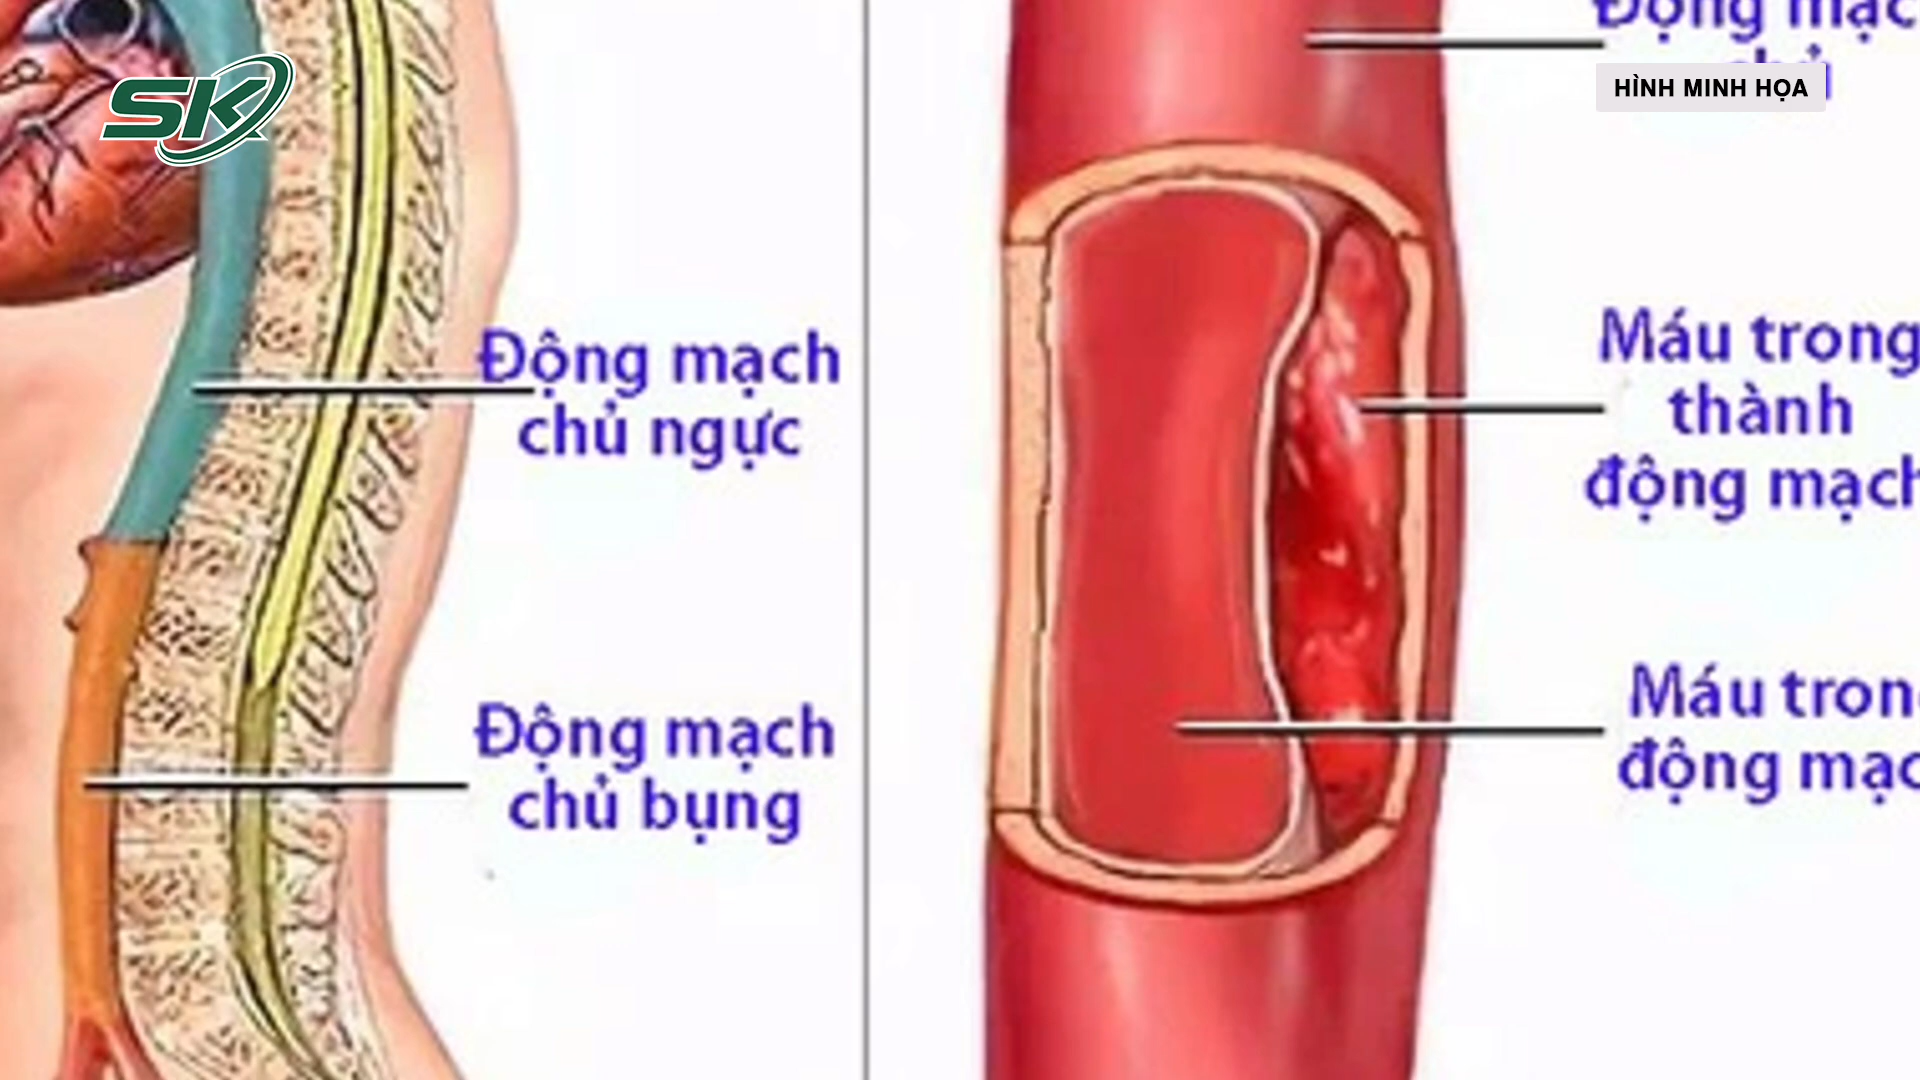 SK
Động mạch
chủ ngực
Động mạch
chủ bụng
Động mạc
HÌNH MINH HỌA
Máu trong
thành
động mạch
Máu tron
động mạc